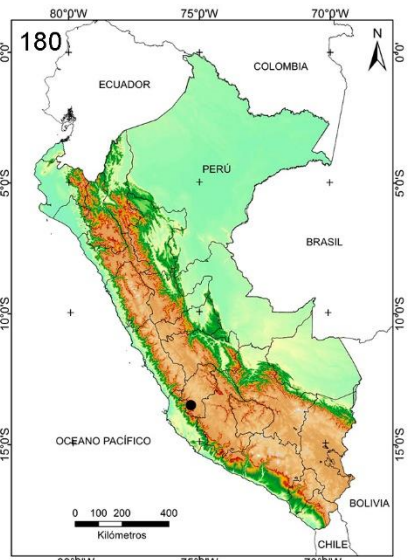 80°0'W 75°0'W 70°0'W
180
N
0°0' 0°0'
COLOMBIA
ECUADOR
PERÚ
5°0'S 5°0'S
BRASIL
10°0'S 10°0'S
OCEANO PACÍFICO
15°0'S 15°0'S
BOLIVIA
0 100 200 400
Kilómetros
CHILE